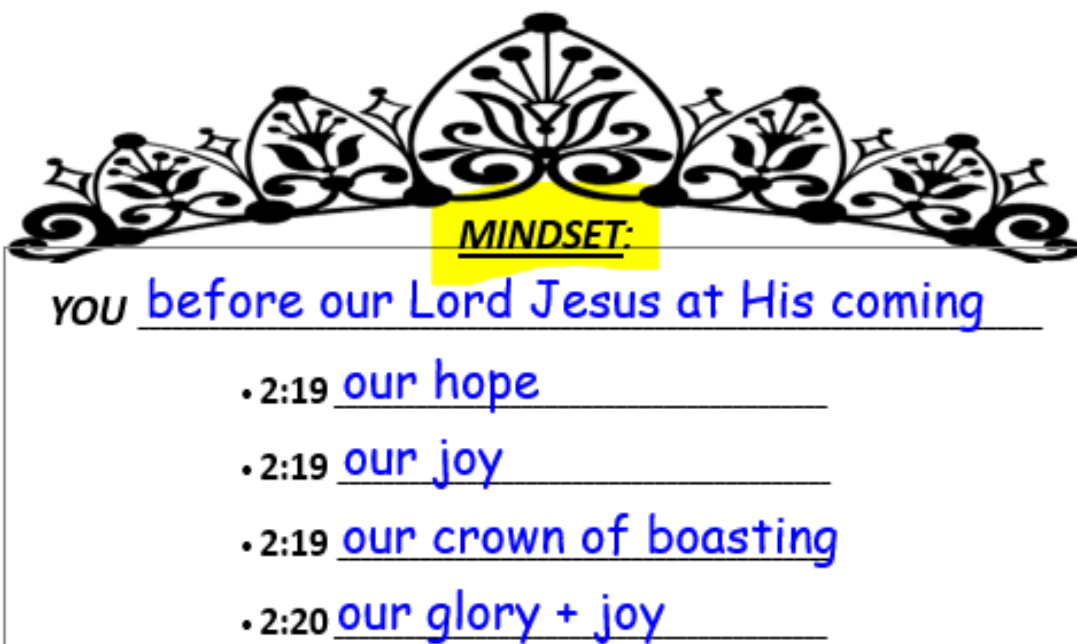 MINDSET:
YOU before our Lord Jesus at His coming
• 2:19 our hope
• 2:19 our joy
• 2:19 our crown of boasting
• 2:20 our glory + joy